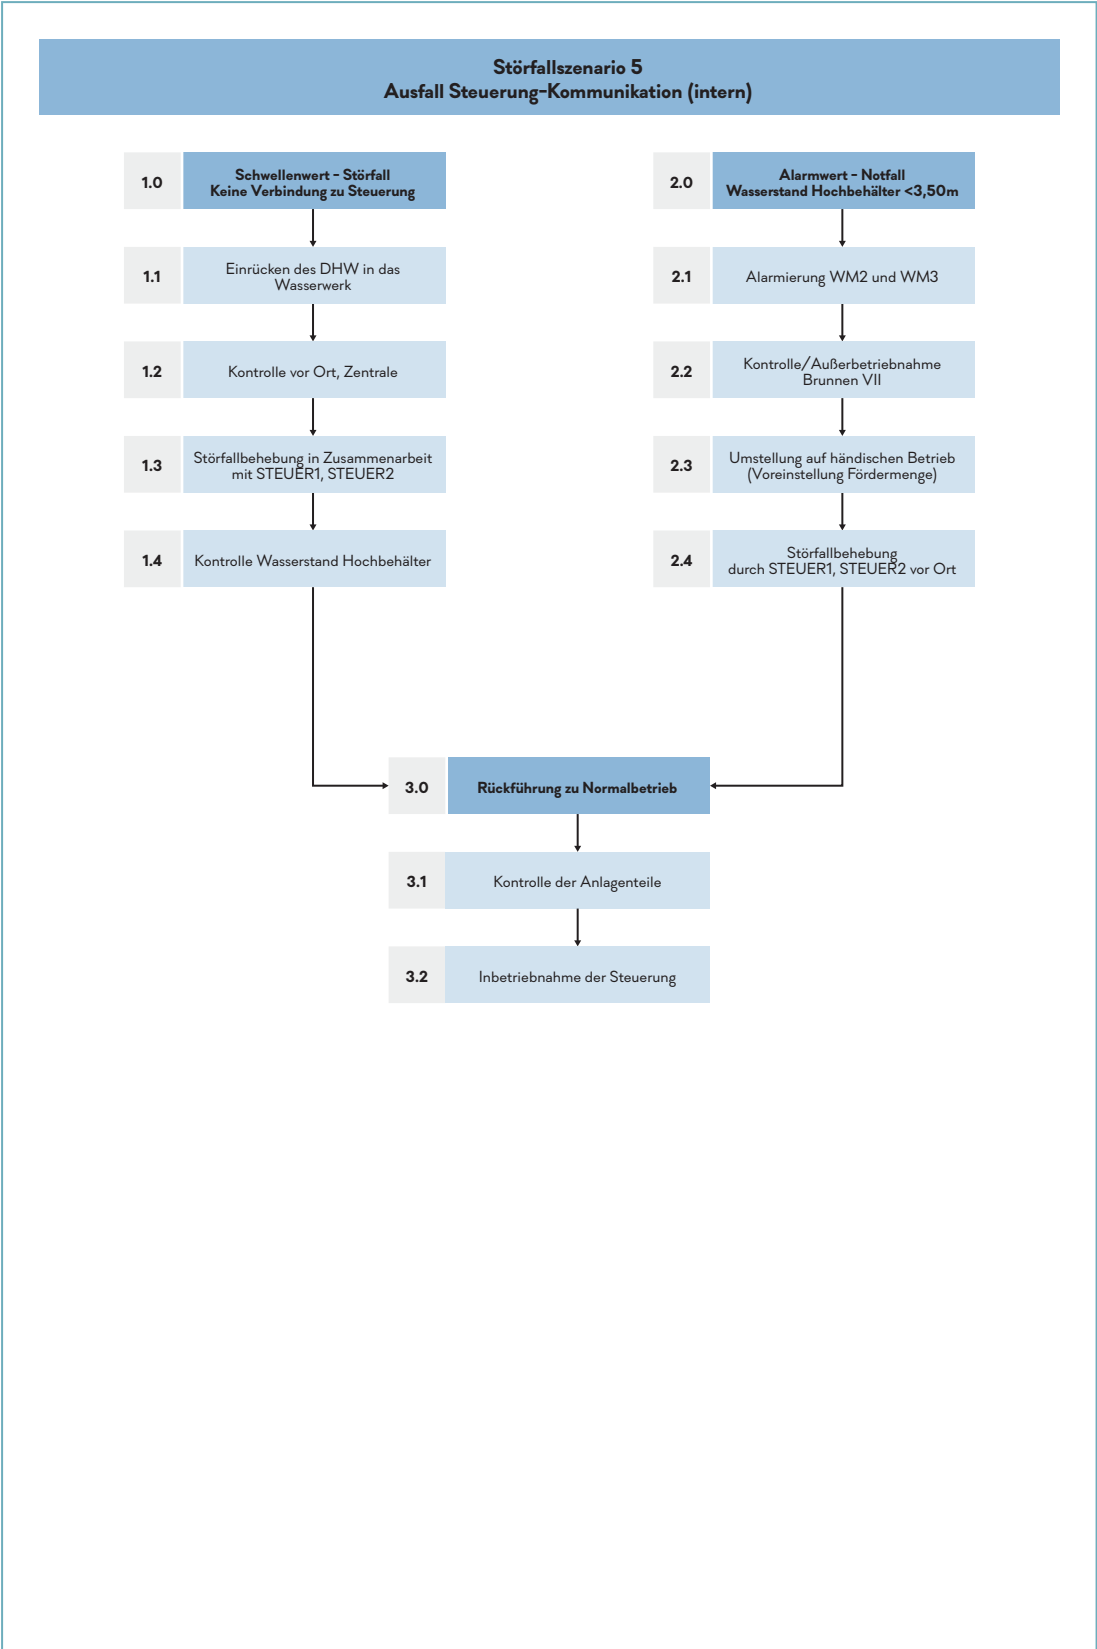 Störfallszenario 5
Ausfall Steuerung-Kommunikation (intern)
1.0
Schwellenwert - Störfall
Keine Verbindung zu Steuerung
1.1
Einrücken des DHW in das
Wasserwerk
1.2
Kontrolle vor Ort, Zentrale
1.3
Störfallbehebung in Zusammenarbeit
mit STEUER1, STEUER2
1.4
Kontrolle Wasserstand Hochbehälter
2.0
Alarmwert - Notfall
Wasserstand Hochbehälter <3,50m
2.1
Alarmierung WM2 und WM3
2.2
Kontrolle/Außerbetriebnahme
Brunnen VII
2.3
Umstellung auf händischen Betrieb
(Voreinstellung Fördermenge)
2.4
Störfallbehebung
durch STEUER1, STEUER2 vor Ort
3.0
Rückführung zu Normalbetrieb
3.1
Kontrolle der Anlagenteile
3.2
Inbetriebnahme der Steuerung